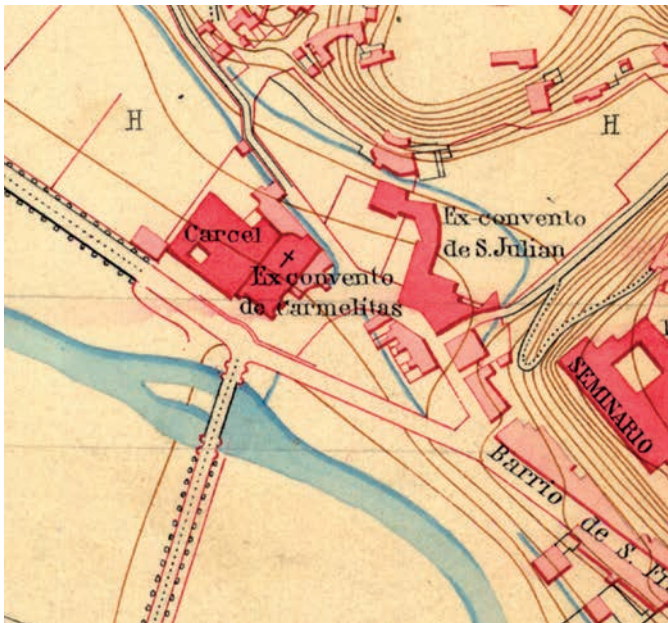 H
H
Carcel
Ex-convento
de S. Julian
Ex convento
de Carmelitas
SEMINARIO
Barrio de S.